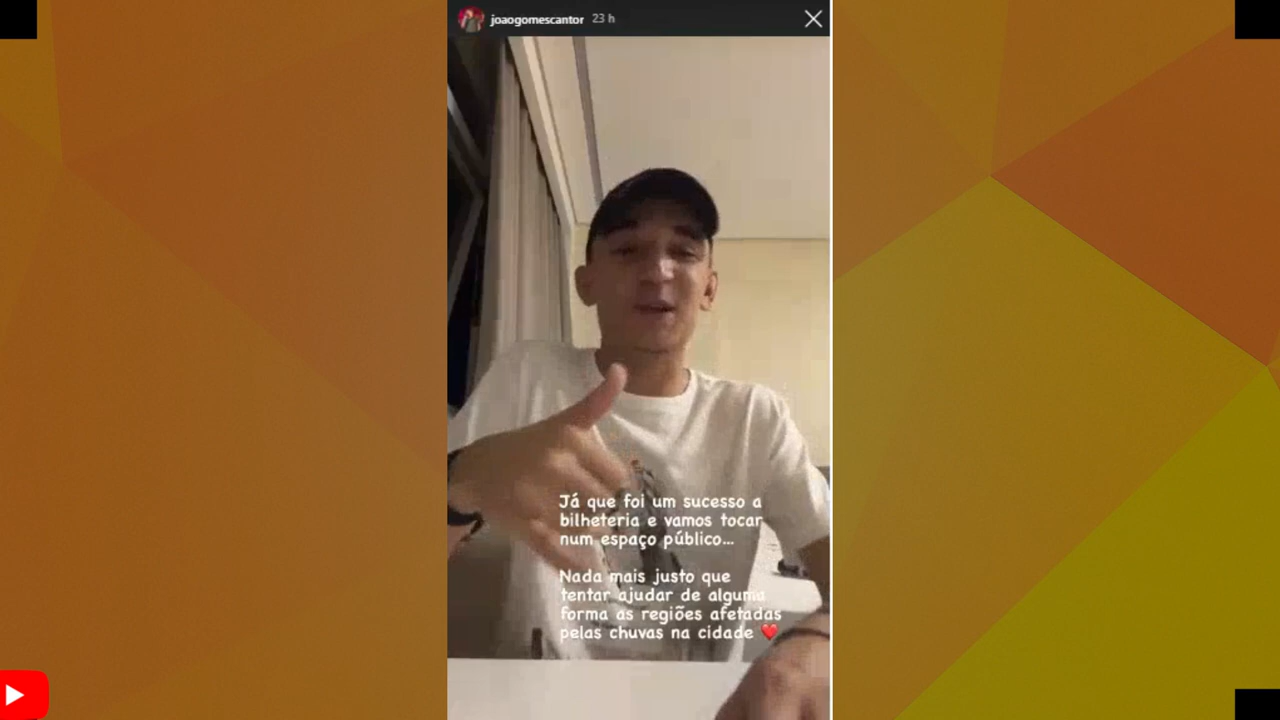 joaogomescantor 23 h
Já que foi um sucesso a
bilheteria e vamos tocar
num espaço público...
Nada mais justo que
tentar ajudar de alguma
forma as regiões afetadas
pelas chuvas na cidade ❤️